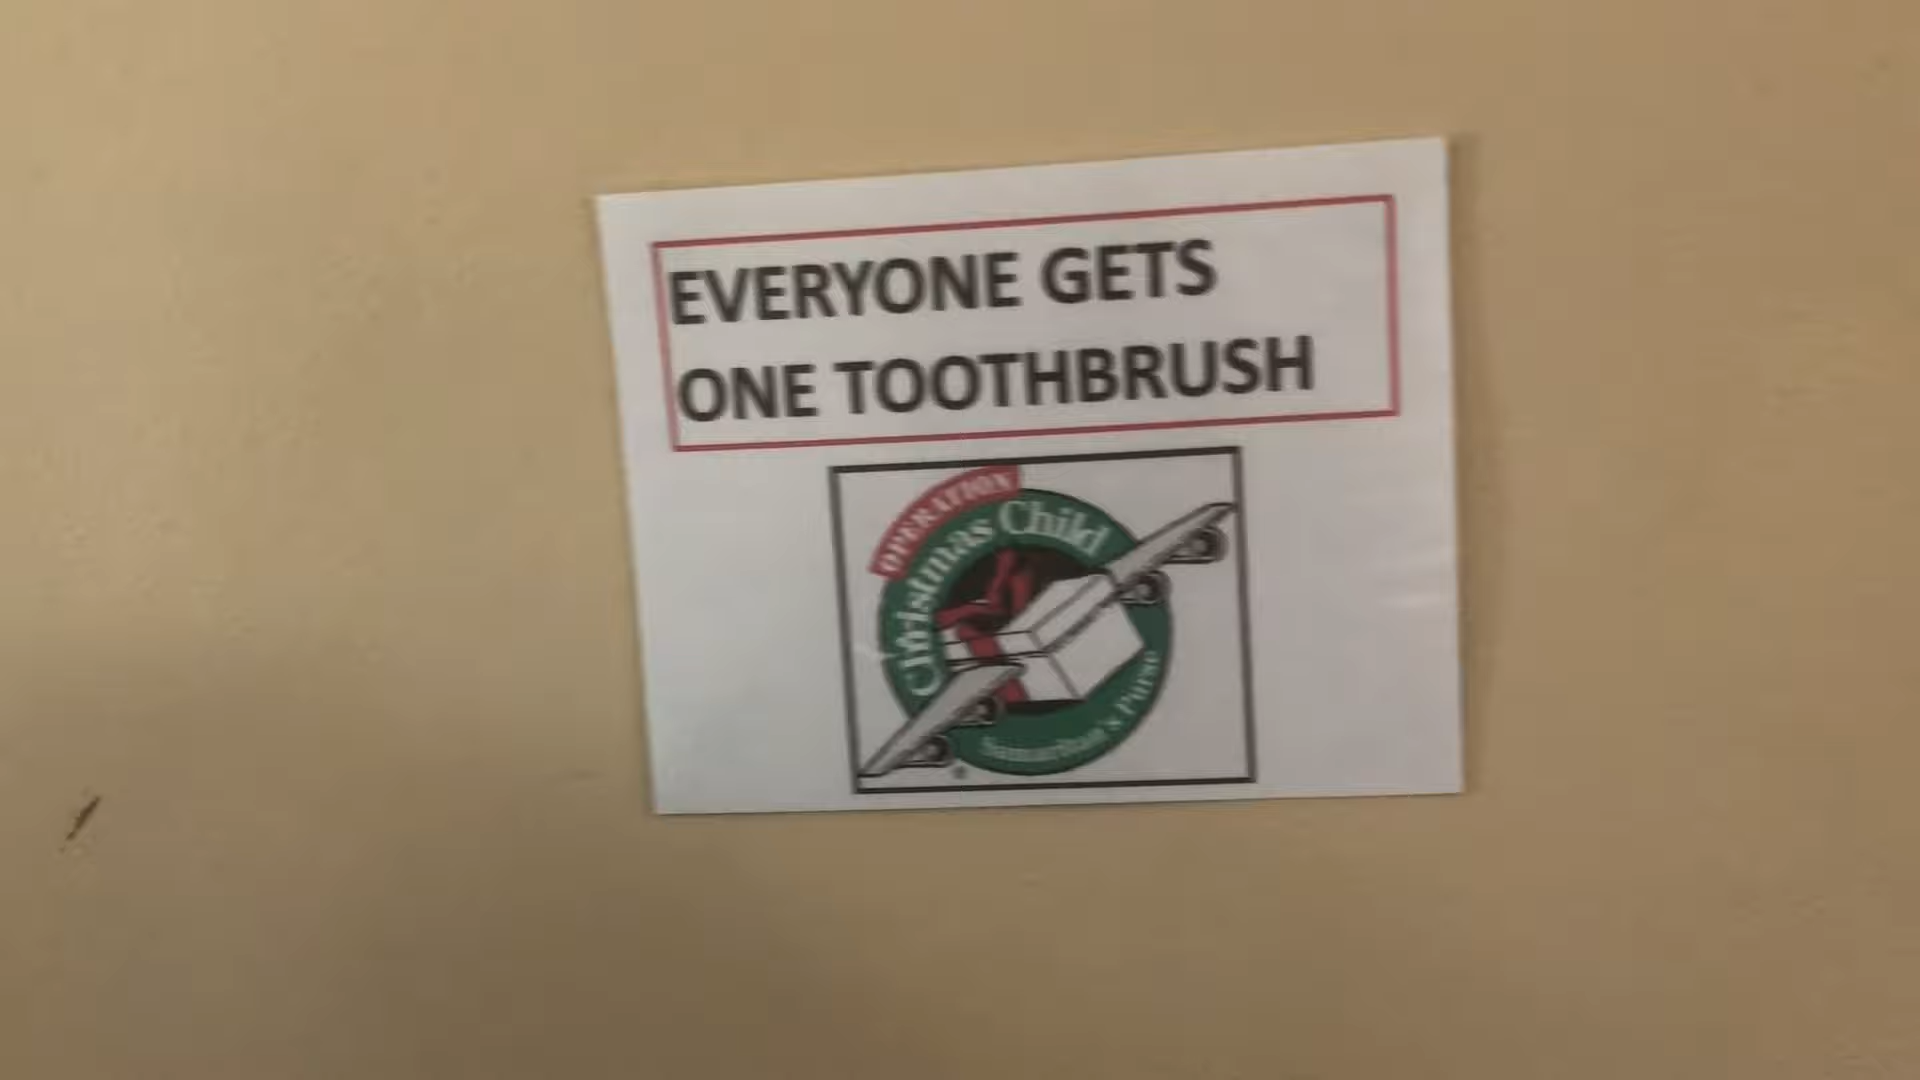 EVERYONE GETS
ONE TOOTHBRUSH
OPERATION
Christmas Child
Samaritan's Purse
®